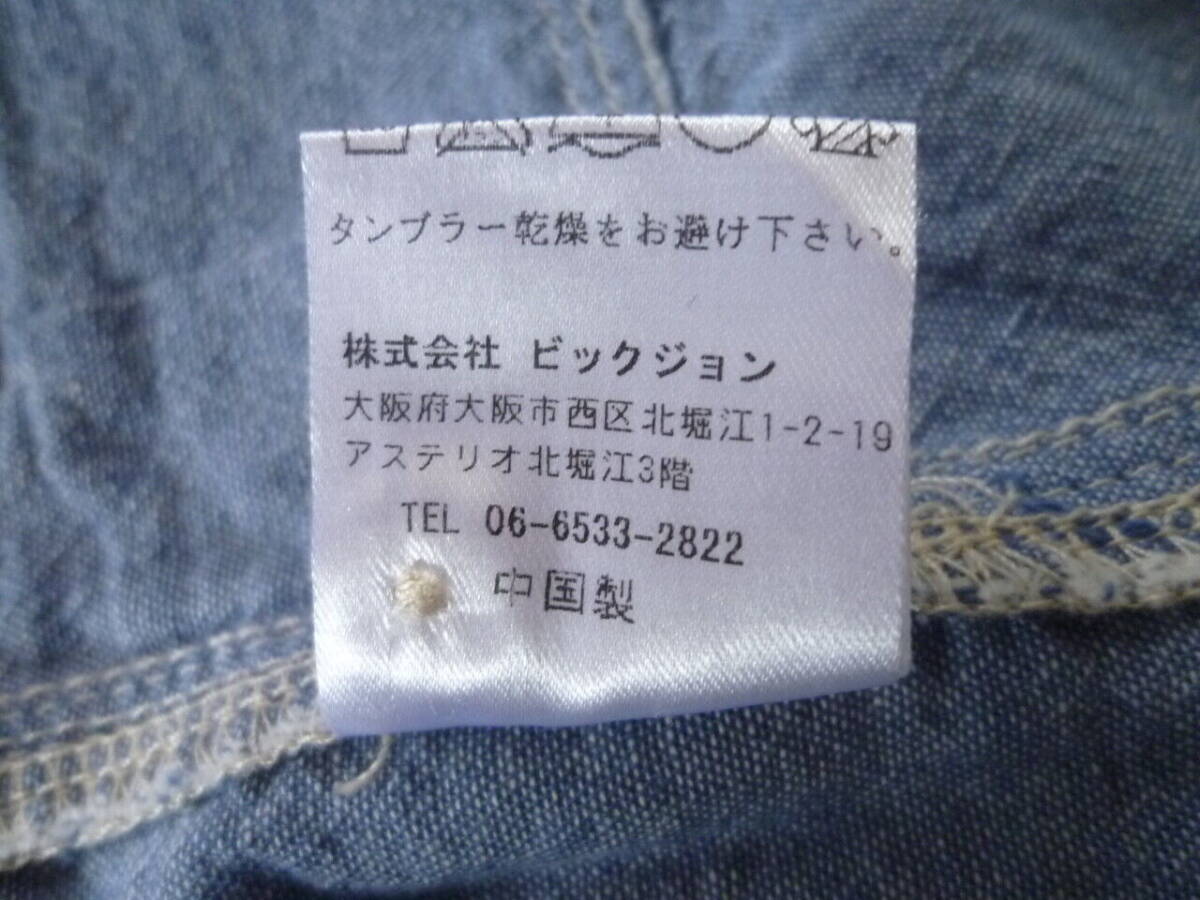 タンブラー乾燥をお避け下さい。
株式会社 ビックジョン
大阪府大阪市西区北堀江1-2-19
アステリオ北堀江3階
TEL 06-6533-2822
中国製